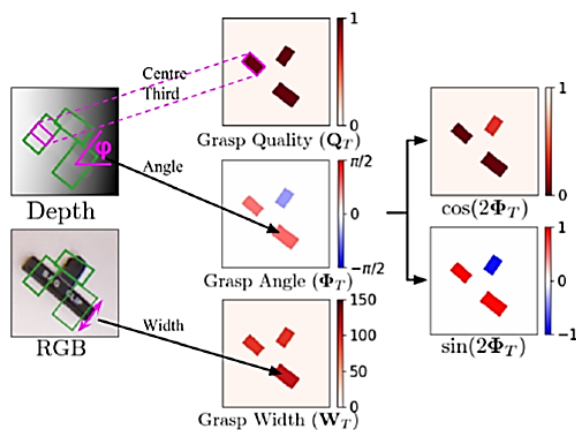 1
0
Centre
Third
Grasp Quality (Q_T)
φ
Depth
Angle
π/2
0
−π/2
Grasp Angle (Φ_T)
RGB
Width
150
100
50
0
Grasp Width (W_T)
1
0
cos(2Φ_T)
1
0
−1
sin(2Φ_T)